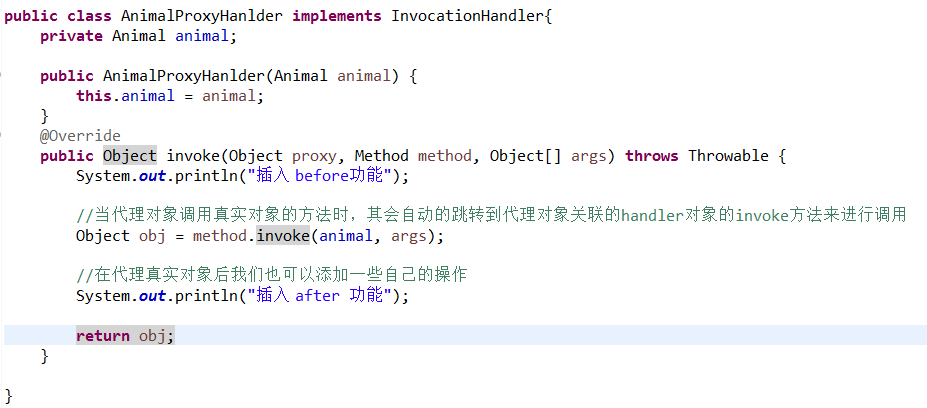 public class AnimalProxyHanlder implements InvocationHandler{
private Animal animal;
public AnimalProxyHanlder(Animal animal) {
this.animal = animal;
}
@Override
public Object invoke(Object proxy, Method method, Object[] args) throws Throwable {
System.out.println("插入 before功能");
//当代理对象调用真实对象的方法时，其会自动的跳转到代理对象关联的handler对象的invoke方法来进行调用
Object obj = method.invoke(animal, args);
//在代理真实对象后我们也可以添加一些自己的操作
System.out.println("插入 after 功能");
return obj;
}
}